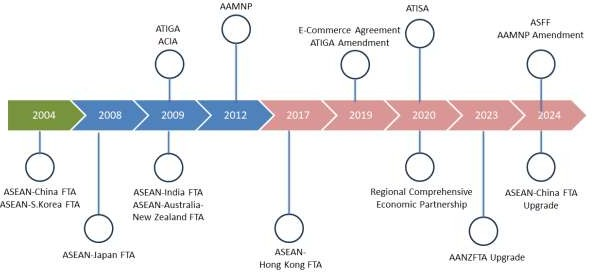 AAMNP
ATISA
ASFF
AAMNP Amendment
ATIGA
ACIA
E-Commerce Agreement
ATIGA Amendment
2004
2008
2009
2012
2017
2019
2020
2023
2024
ASEAN-China FTA
ASEAN-S.Korea FTA
ASEAN-India FTA
ASEAN-Australia-
New Zealand FTA
Regional Comprehensive
Economic Partnership
ASEAN-China FTA
Upgrade
ASEAN-Japan FTA
ASEAN-
Hong Kong FTA
AANZFTA Upgrade